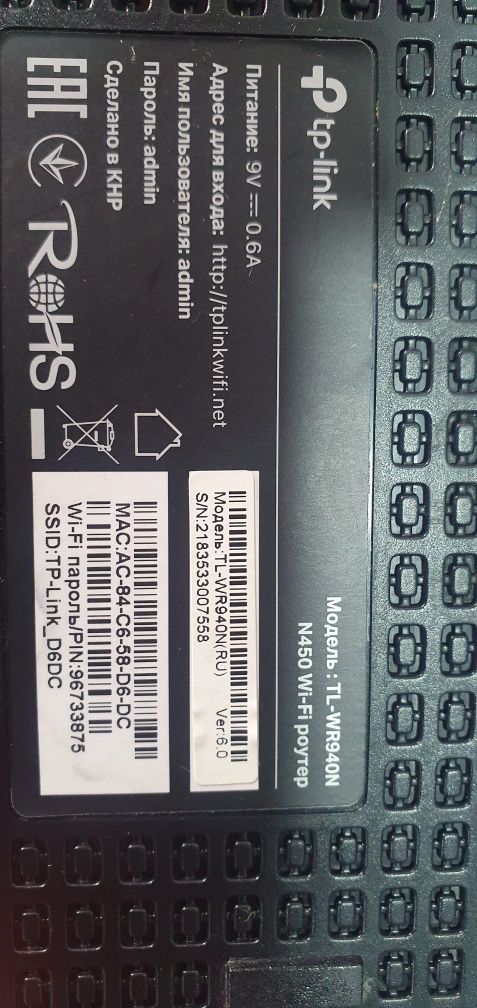 tp-link
Модель: TL-WR940N
N450 Wi-Fi роутер
Питание: 9V ⎓ 0.6A
Адрес для входа: http://tplinkwifi.net
Имя пользователя: admin
Пароль: admin
Сделано в КНР
EAC
RoHS
Модель:TL-WR940N(RU) Ver:6.0
S/N:2183533007558
MAC:AC-84-C6-58-D6-DC
Wi-Fi пароль/PIN:96733875
SSID:TP-Link_D6DC